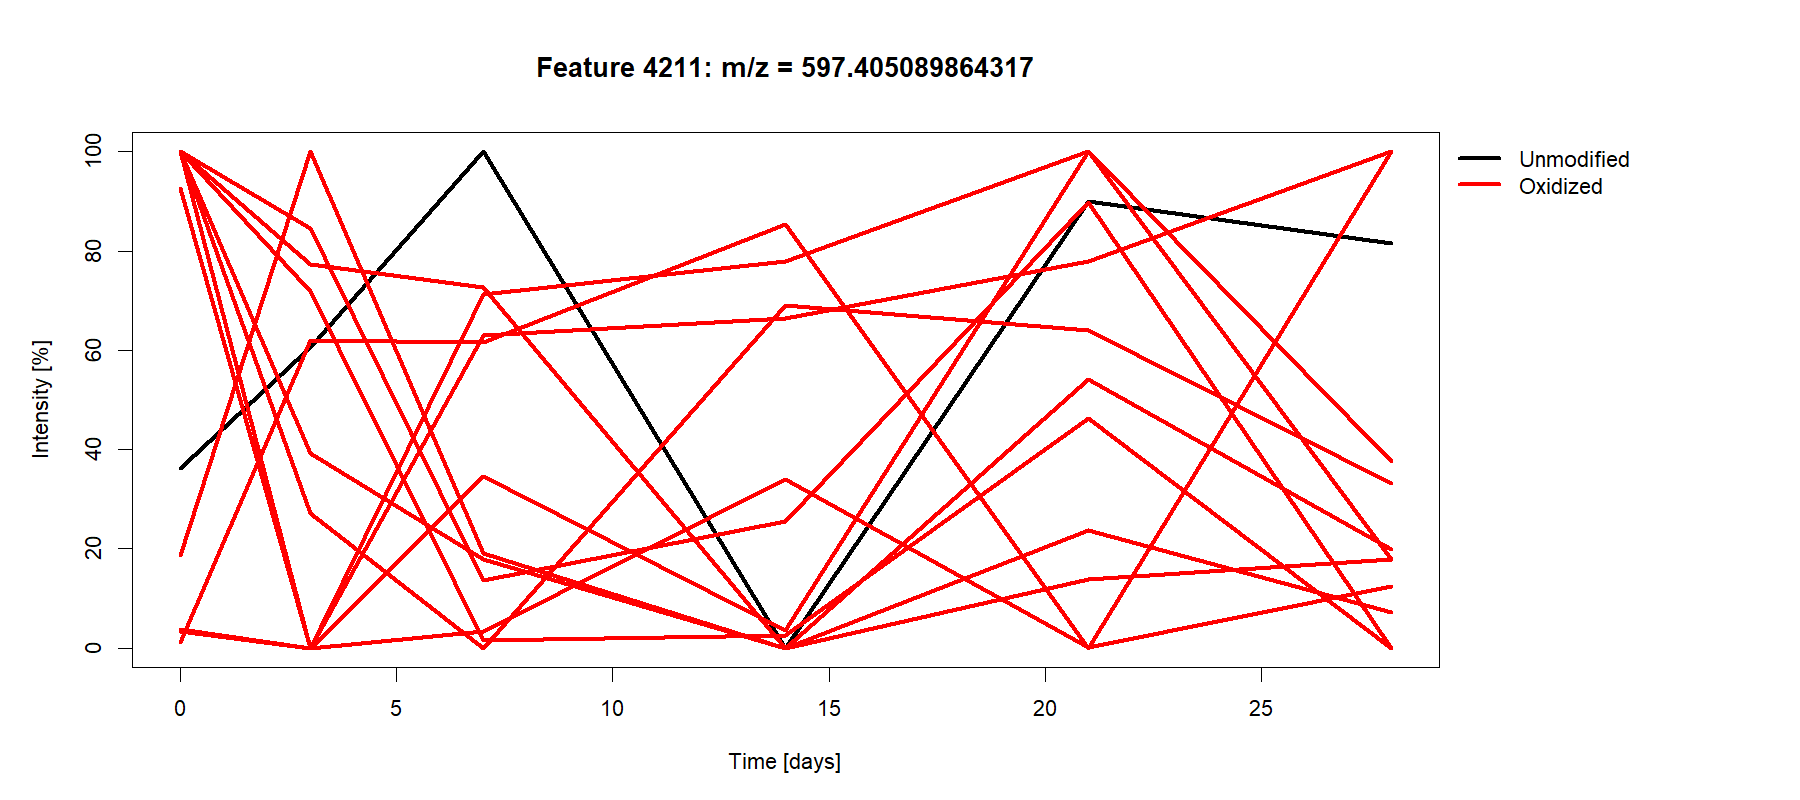 Feature 4211: m/z = 597.405089864317
Unmodified
Oxidized
Intensity [%]
100
80
60
40
20
0
0 5 10 15 20 25
Time [days]